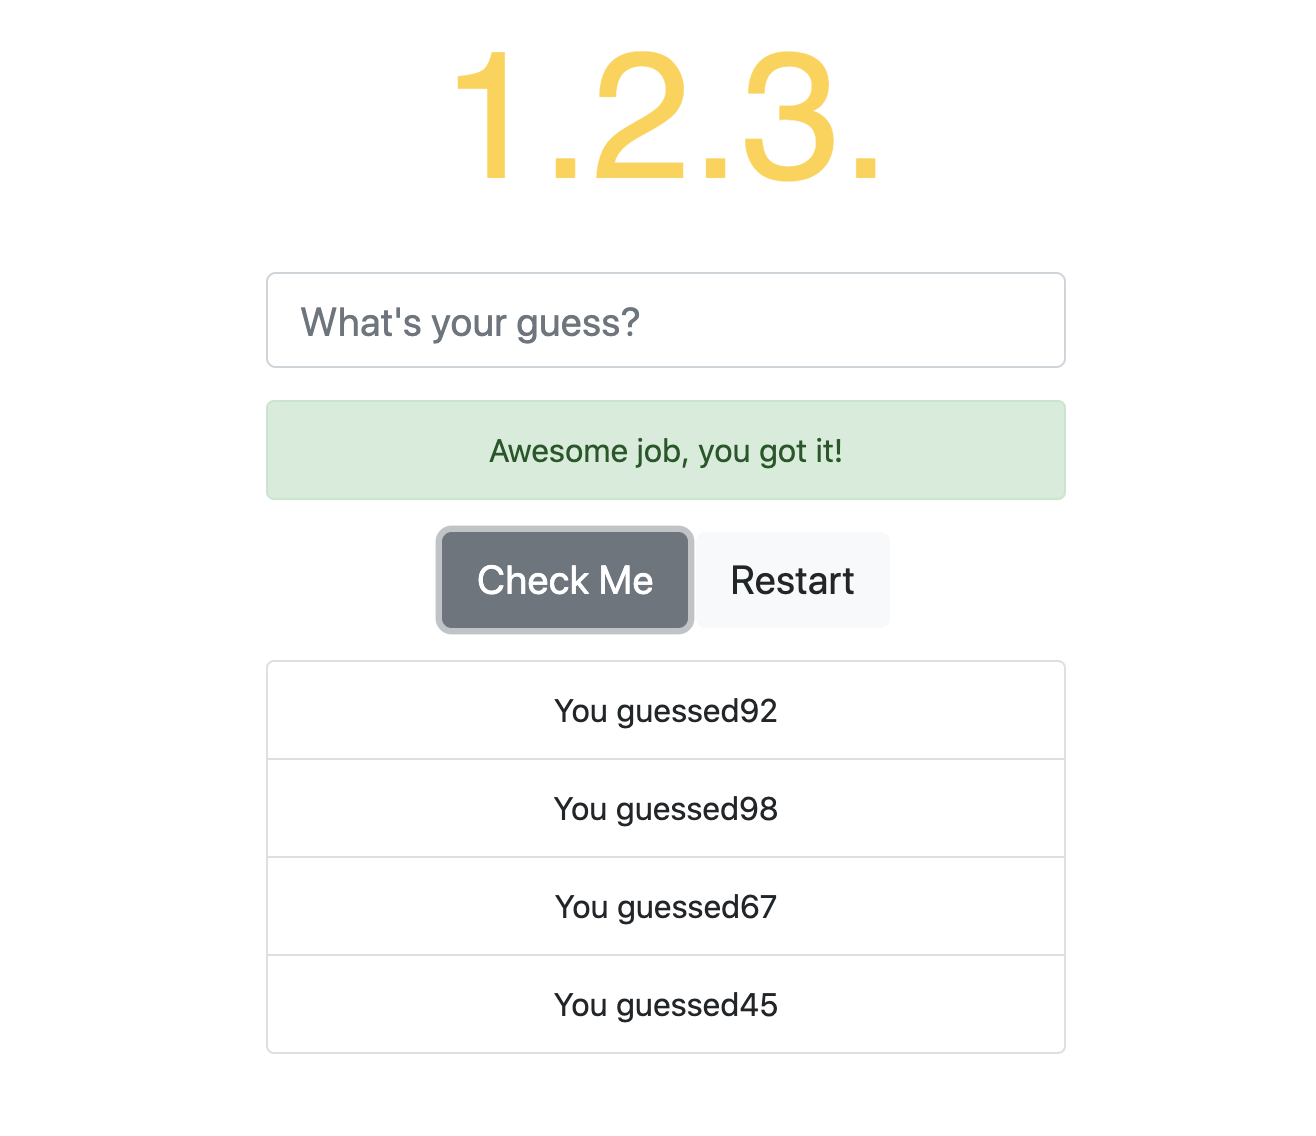 1.2.3.
What's your guess?
Awesome job, you got it!
Check Me Restart
You guessed92
You guessed98
You guessed67
You guessed45